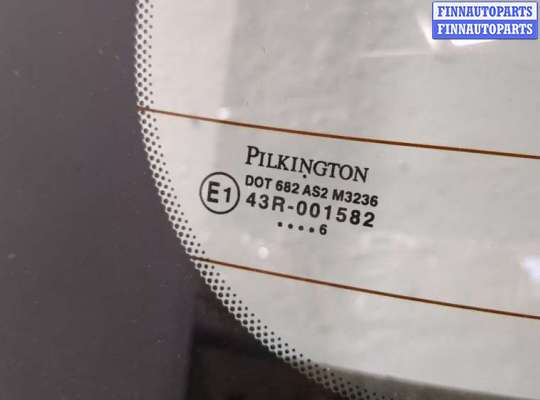 FINNAUTOPARTS
FINNAUTOPARTS
PILKINGTON
DOT 682 AS2 M3236
E1 43R-001582
••••6